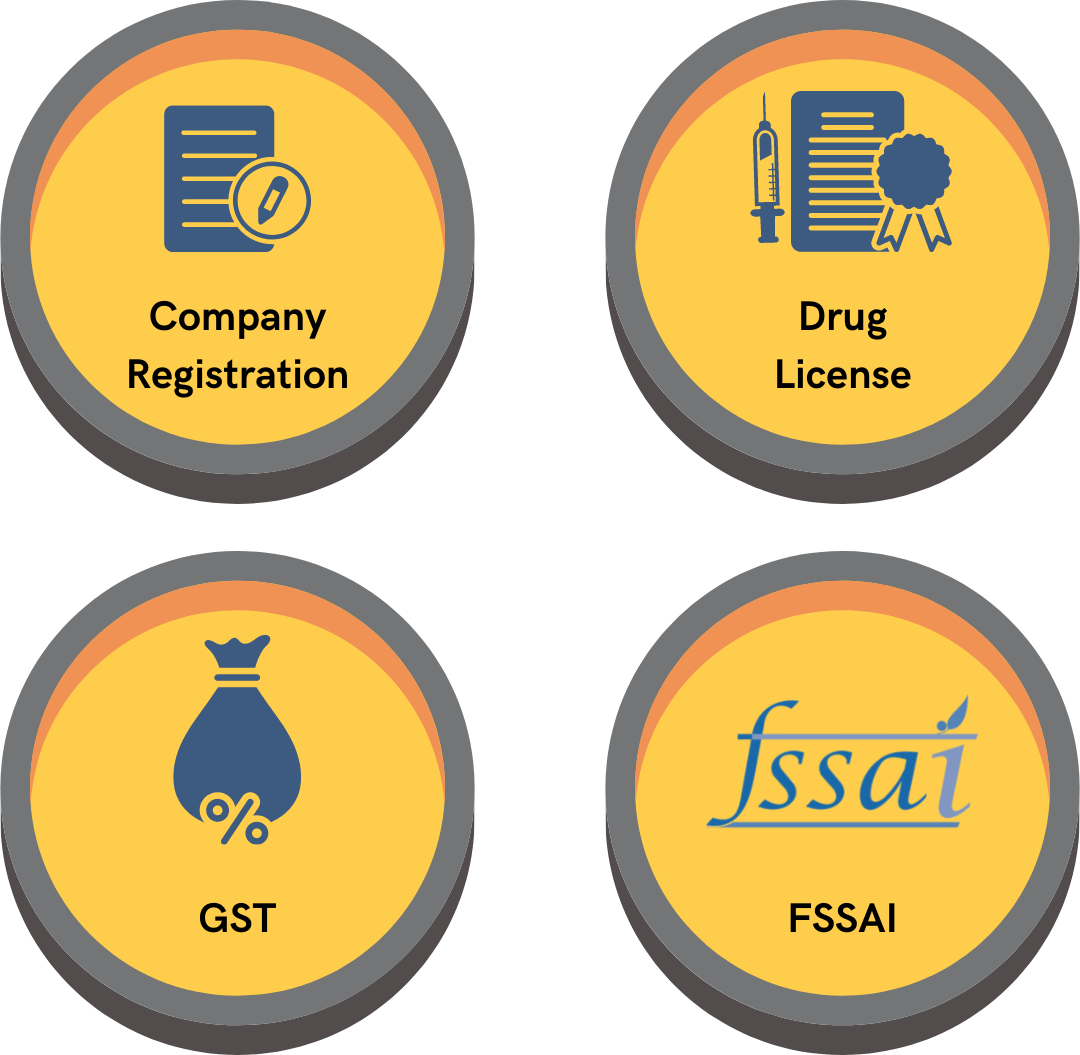 Company
Registration
Drug
License
%
GST
fssai
FSSAI